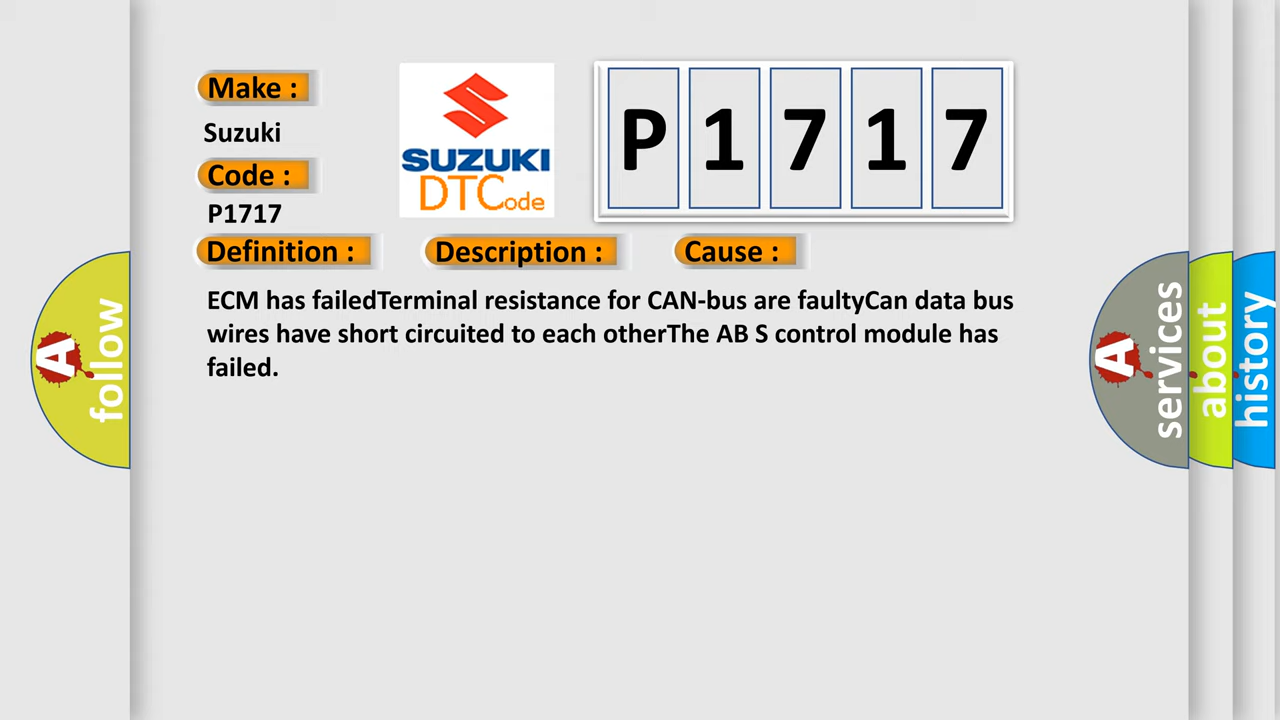 Make :
Suzuki
Code :
P1717
SUZUKI
DTCode
P 1 7 1 7
Definition :
Description :
Cause :
ECM has failedTerminal resistance for CAN-bus are faultyCan data bus
wires have short circuited to each otherThe AB S control module has
failed.
A follow
A services
about
history